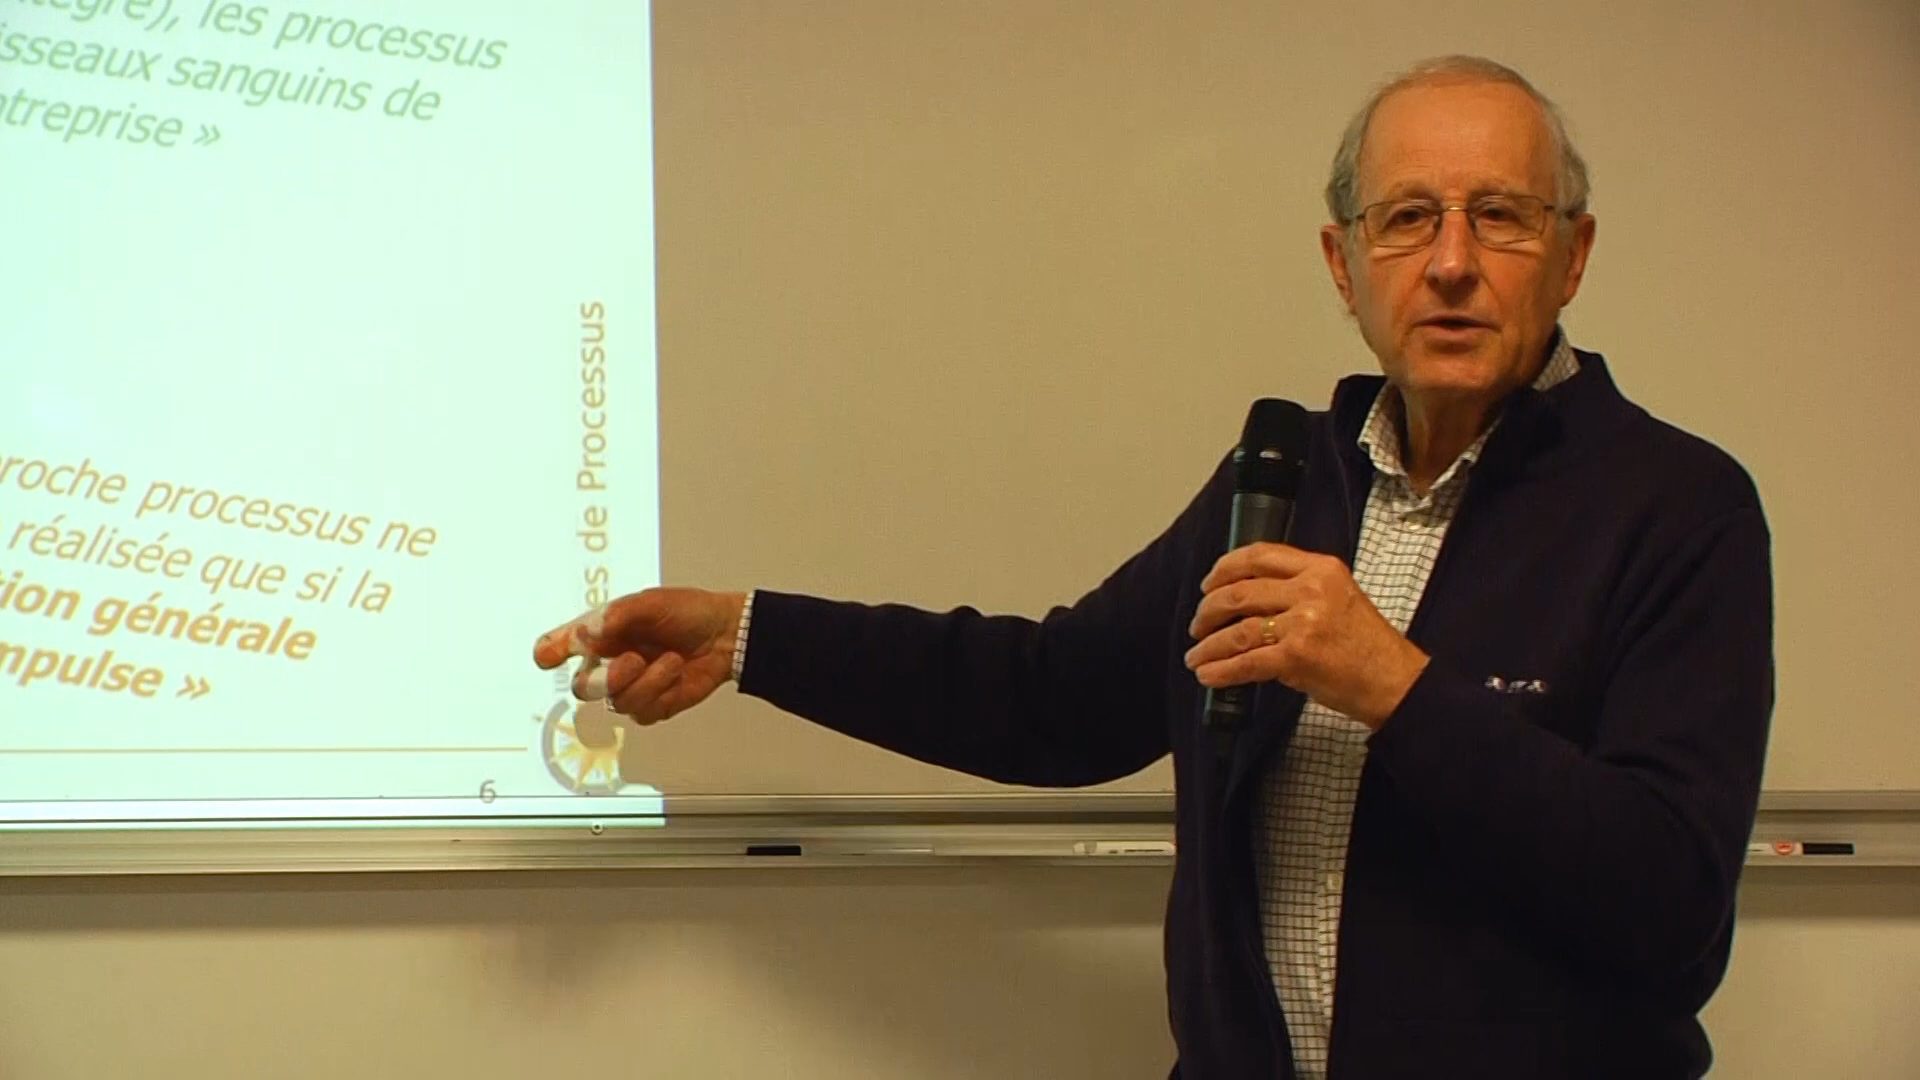 ntégré), les processus
isseaux sanguins de
ntreprise »
roche processus ne
réalisée que si la
tion générale
mpulse »
es de Processus
6